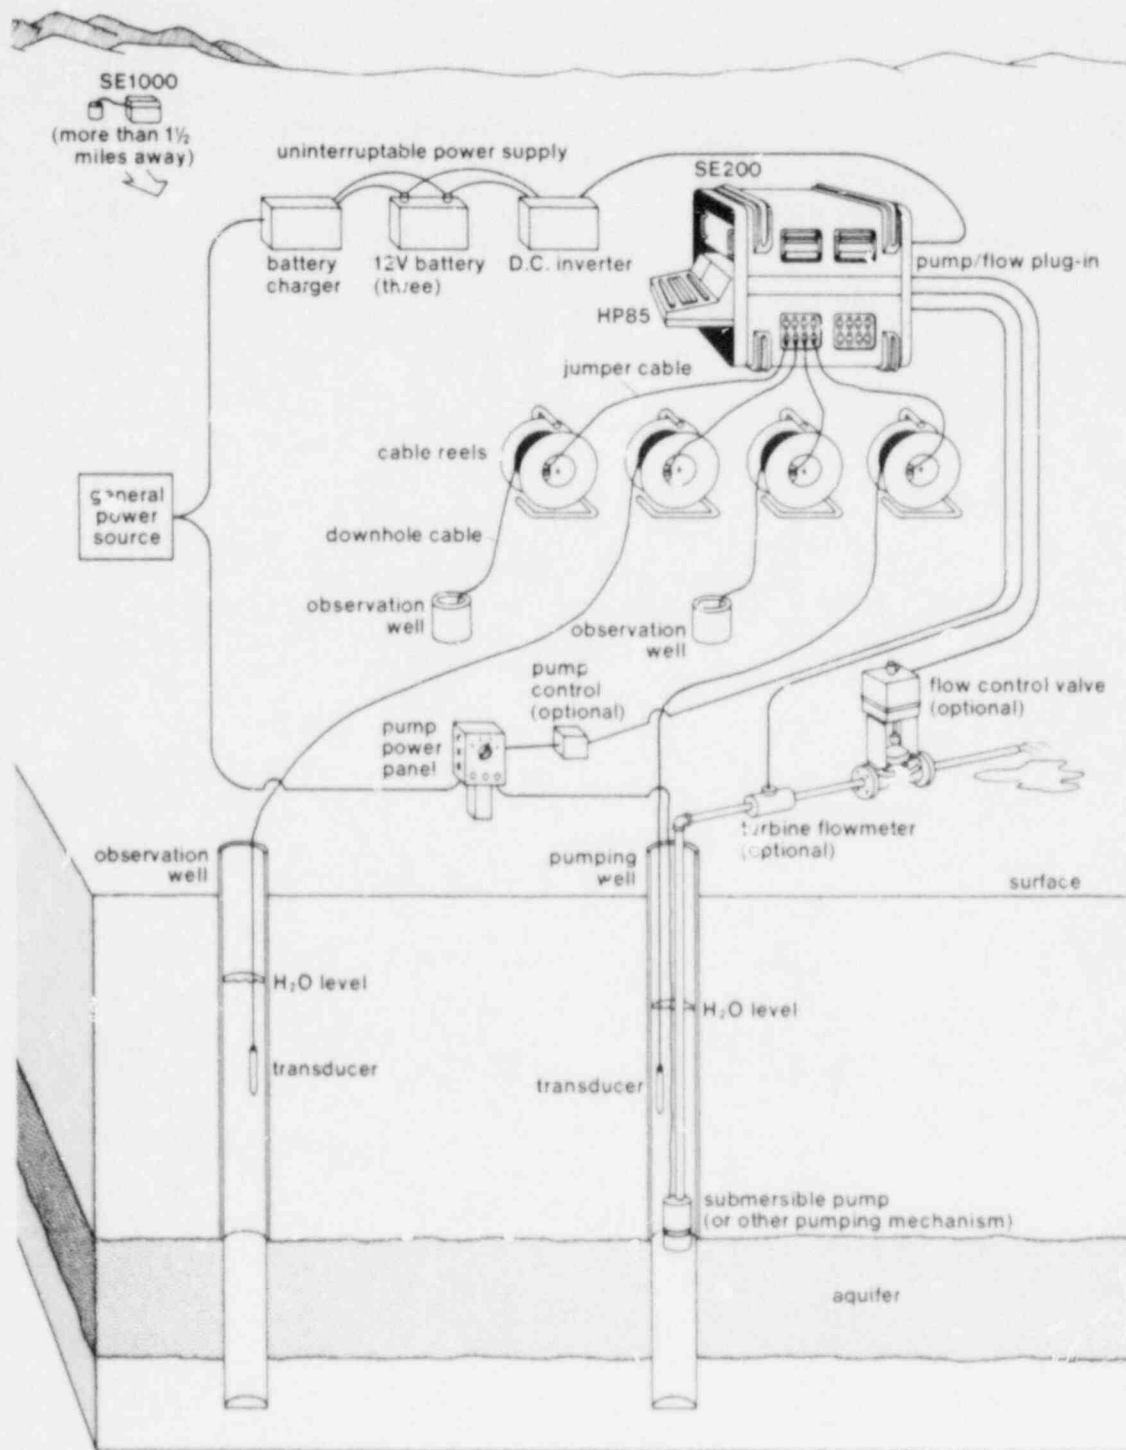 SE1000
(more than 1½
miles away)
uninterruptable power supply
SE200
battery
charger
12V battery
(three)
D.C. inverter
pump/flow plug-in
HP85
jumper cable
cable reels
general
power
source
downhole cable
observation
well
observation
well
pump
control
(optional)
flow control valve
(optional)
pump
power
panel
turbine flowmeter
(optional)
observation
well
pumping
well
surface
H₂O level
H₂O level
transducer
transducer
submersible pump
(or other pumping mechanism)
aquifer